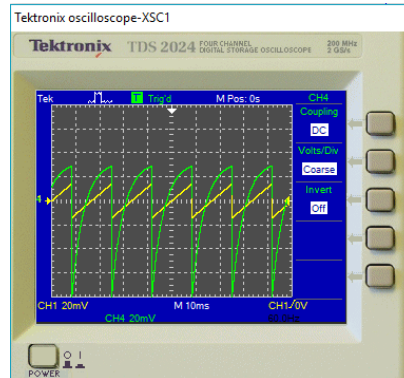 Tektronix oscilloscope-XSC1
Tektronix TDS 2024 FOUR CHANNEL DIGITAL STORAGE OSCILLOSCOPE 200 MHz 2 GS/s
Tek T Trig'd M Pos: 0s CH4
Coupling
DC
Volts/Div
Coarse
Invert
Off
4
CH1 20mV M 10ms CH1/0V
CH4 20mV
POWER